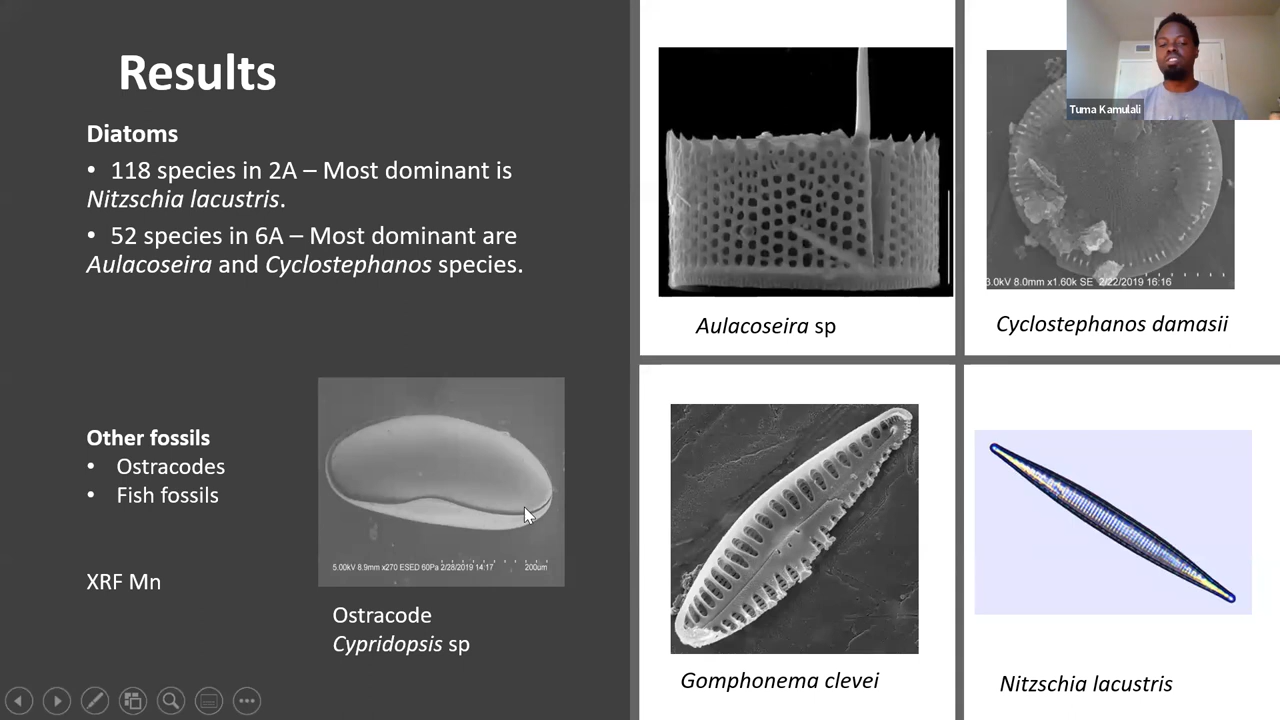 Results
Diatoms
• 118 species in 2A – Most dominant is
Nitzschia lacustris.
• 52 species in 6A – Most dominant are
Aulacoseira and Cyclostephanos species.
Other fossils
• Ostracodes
• Fish fossils
XRF Mn
5.00kV 8.9mm x270 ESED 60Pa 2/28/2019 14:17 200um
Ostracode
Cypridopsis sp
Aulacoseira sp
Tuma Kamulali
3.0kV 8.0mm x1.60k SE 2/22/2019 16:16
Cyclostephanos damasii
Gomphonema clevei
Nitzschia lacustris